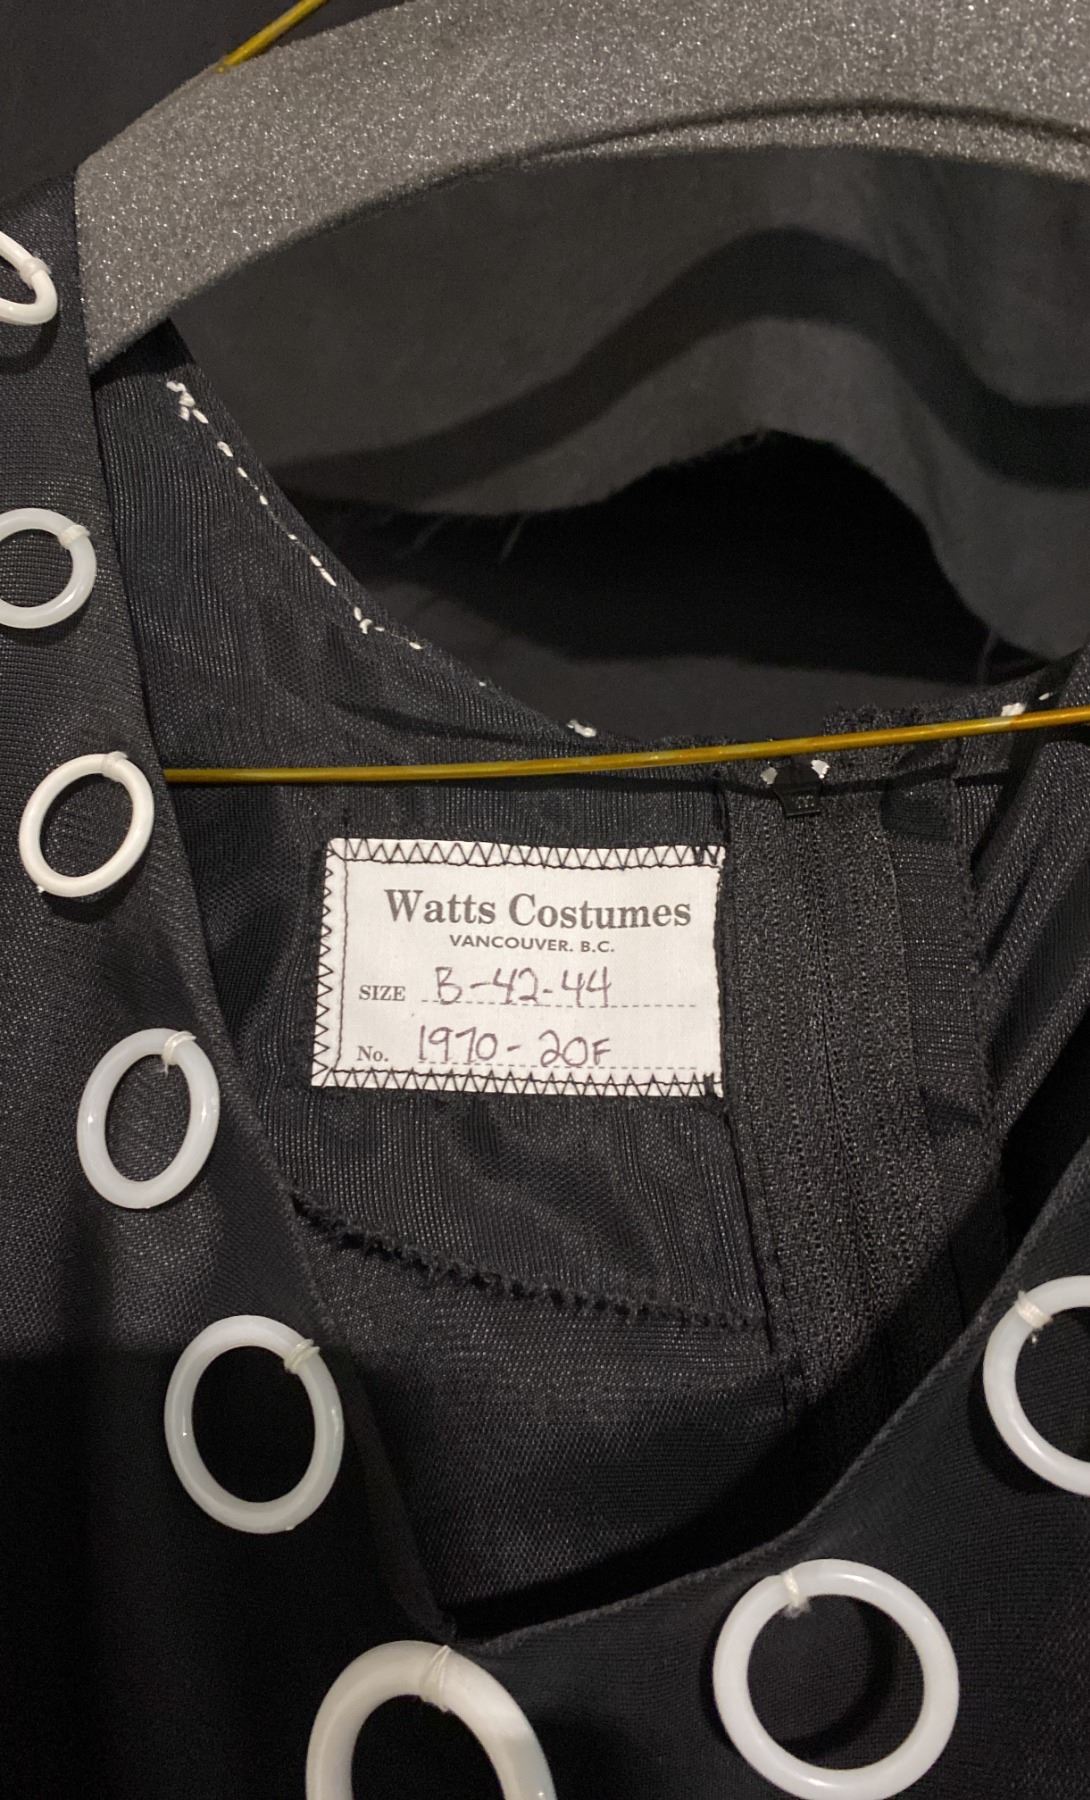 Watts Costumes
VANCOUVER. B.C.
SIZE B-42-44
No. 1970-20F